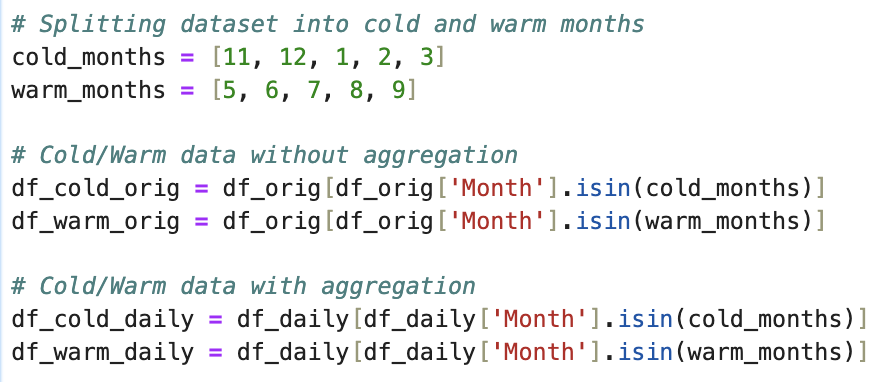 # Splitting dataset into cold and warm months
cold_months = [11, 12, 1, 2, 3]
warm_months = [5, 6, 7, 8, 9]
# Cold/Warm data without aggregation
df_cold_orig = df_orig[df_orig['Month'].isin(cold_months)]
df_warm_orig = df_orig[df_orig['Month'].isin(warm_months)]
# Cold/Warm data with aggregation
df_cold_daily = df_daily[df_daily['Month'].isin(cold_months)]
df_warm_daily = df_daily[df_daily['Month'].isin(warm_months)]